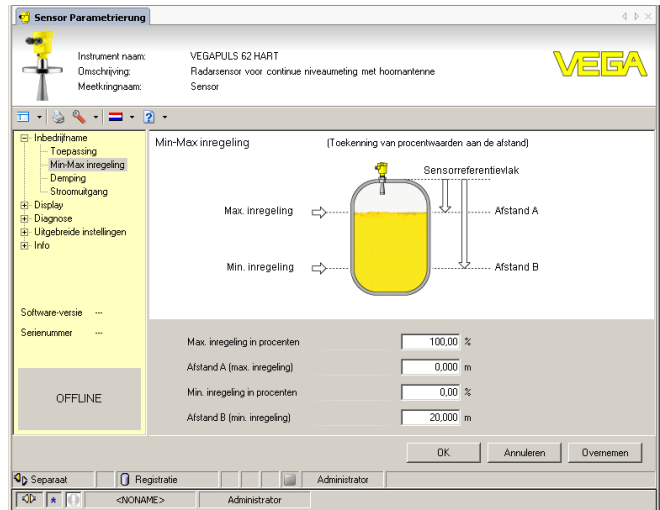 Sensor Parametrierung
Instrument naam: VEGAPULS 62 HART
Omschrijving: Radarsensor voor continue niveaumeting met hoornantenne
Meetkringnaam: Sensor
VEGA
Inbedrijfname
Toepassing
Min-Max inregeling
Demping
Stroomuitgang
Display
Diagnose
Uitgebreide instellingen
Info
Software-versie ---
Serienummer ---
OFFLINE
Min-Max inregeling (Toekenning van procentwaarden aan de afstand)
Sensorreferentievlak
Max. inregeling Afstand A
Min. inregeling Afstand B
Max. inregeling in procenten 100,00 %
Afstand A (max. inregeling) 0,000 m
Min. inregeling in procenten 0,00 %
Afstand B (min. inregeling) 20,000 m
OK Annuleren Overnemen
Separaat Registratie Administrator
<NONAME> Administrator